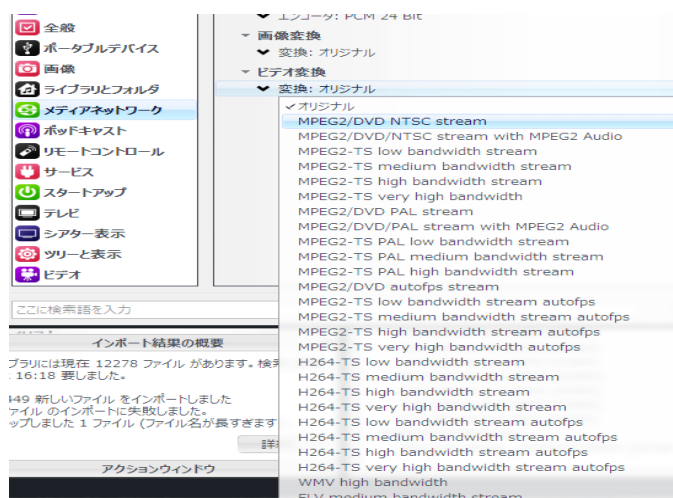 エンコーダ: PCM 24 Bit
全般
ポータブルデバイス
画像
ライブラリとフォルダ
メディアネットワーク
ポッドキャスト
リモートコントロール
サービス
スタートアップ
テレビ
シアター表示
ツリーと表示
ビデオ
ここに検索語を入力
画像変換
変換: オリジナル
ビデオ変換
変換: オリジナル
オリジナル
MPEG2/DVD NTSC stream
MPEG2/DVD/NTSC stream with MPEG2 Audio
MPEG2-TS low bandwidth stream
MPEG2-TS medium bandwidth stream
MPEG2-TS high bandwidth stream
MPEG2-TS very high bandwidth
MPEG2/DVD PAL stream
MPEG2/DVD/PAL stream with MPEG2 Audio
MPEG2-TS PAL low bandwidth stream
MPEG2-TS PAL medium bandwidth stream
MPEG2-TS PAL high bandwidth stream
MPEG2/DVD autofps stream
MPEG2-TS low bandwidth stream autofps
MPEG2-TS medium bandwidth stream autofps
MPEG2-TS high bandwidth stream autofps
MPEG2-TS very high bandwidth autofps
H264-TS low bandwidth stream
H264-TS medium bandwidth stream
H264-TS high bandwidth stream
H264-TS very high bandwidth stream
H264-TS low bandwidth stream autofps
H264-TS medium bandwidth stream autofps
H264-TS high bandwidth stream autofps
H264-TS very high bandwidth stream autofps
WMV high bandwidth
FLV medium bandwidth stream
インポート結果の概要
ブラリには現在 12278 ファイル があります。検索
16:18 要しました。
449 新しいファイル をインポートしました
ァイル のインポートに失敗しました。
ップしました 1 ファイル (ファイル名が長すぎます
詳
アクションウィンドウ